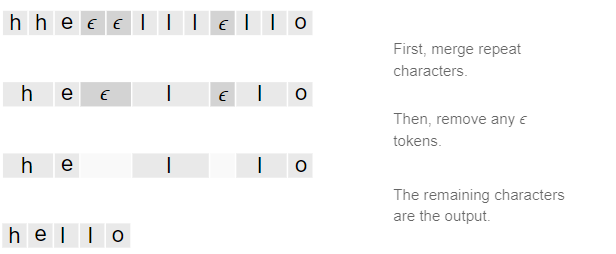 h h e ϵ ϵ l l l ϵ l l o
First, merge repeat
characters.
h e ϵ l ϵ l o
Then, remove any ϵ
tokens.
h e l l o
The remaining characters
are the output.
h e l l o